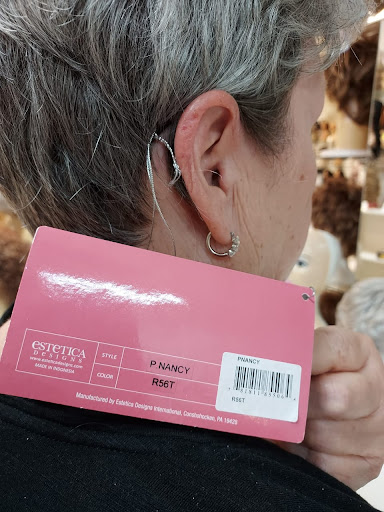 ESTETICA
DESIGNS
www.esteticadesigns.com
MADE IN INDONESIA
STYLE
P NANCY
COLOR
R56T
Manufactured by Estetica Designs International, Conshohocken, PA 19428
PNANCY
R56T